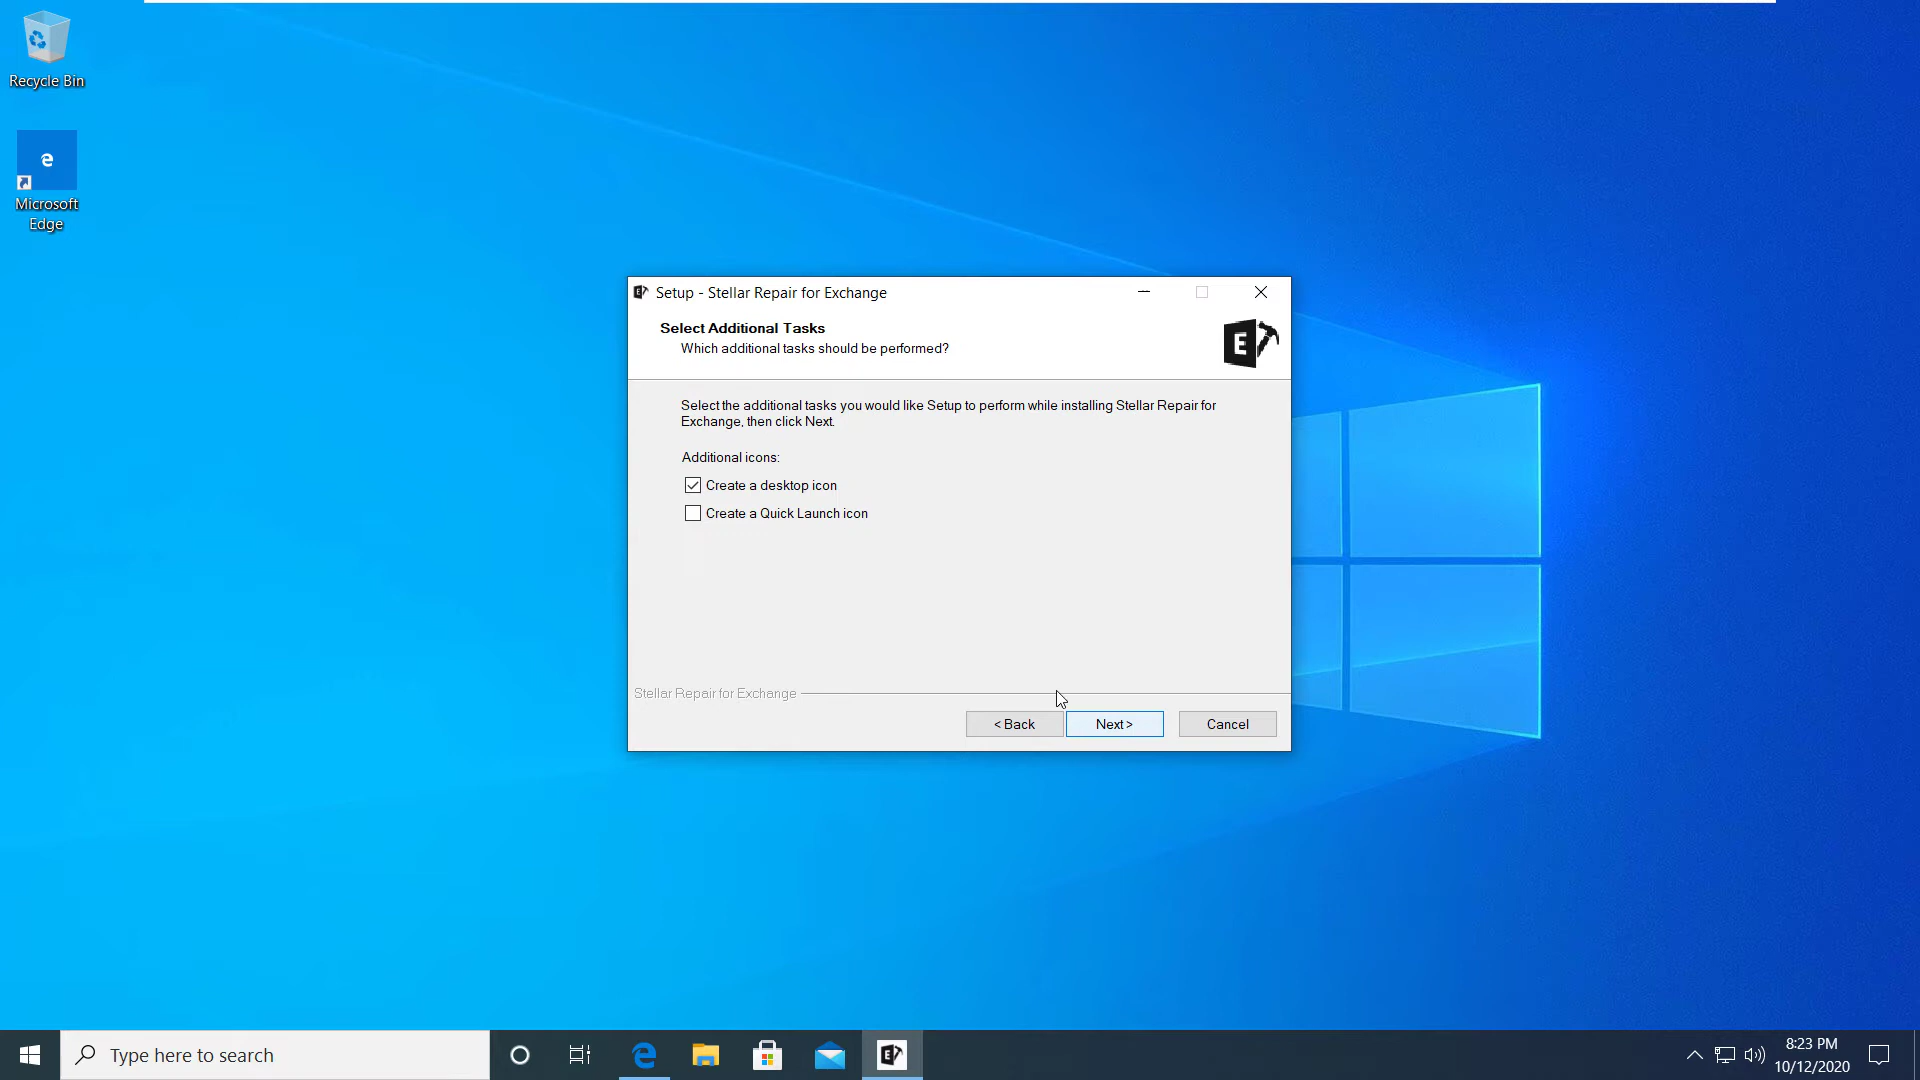 Recycle Bin
Microsoft
Edge
Setup - Stellar Repair for Exchange
Select Additional Tasks
Which additional tasks should be performed?
E
Select the additional tasks you would like Setup to perform while installing Stellar Repair for
Exchange, then click Next.
Additional icons:
Create a desktop icon
Create a Quick Launch icon
Stellar Repair for Exchange
< Back
Next >
Cancel
Type here to search
8:23 PM
10/12/2020